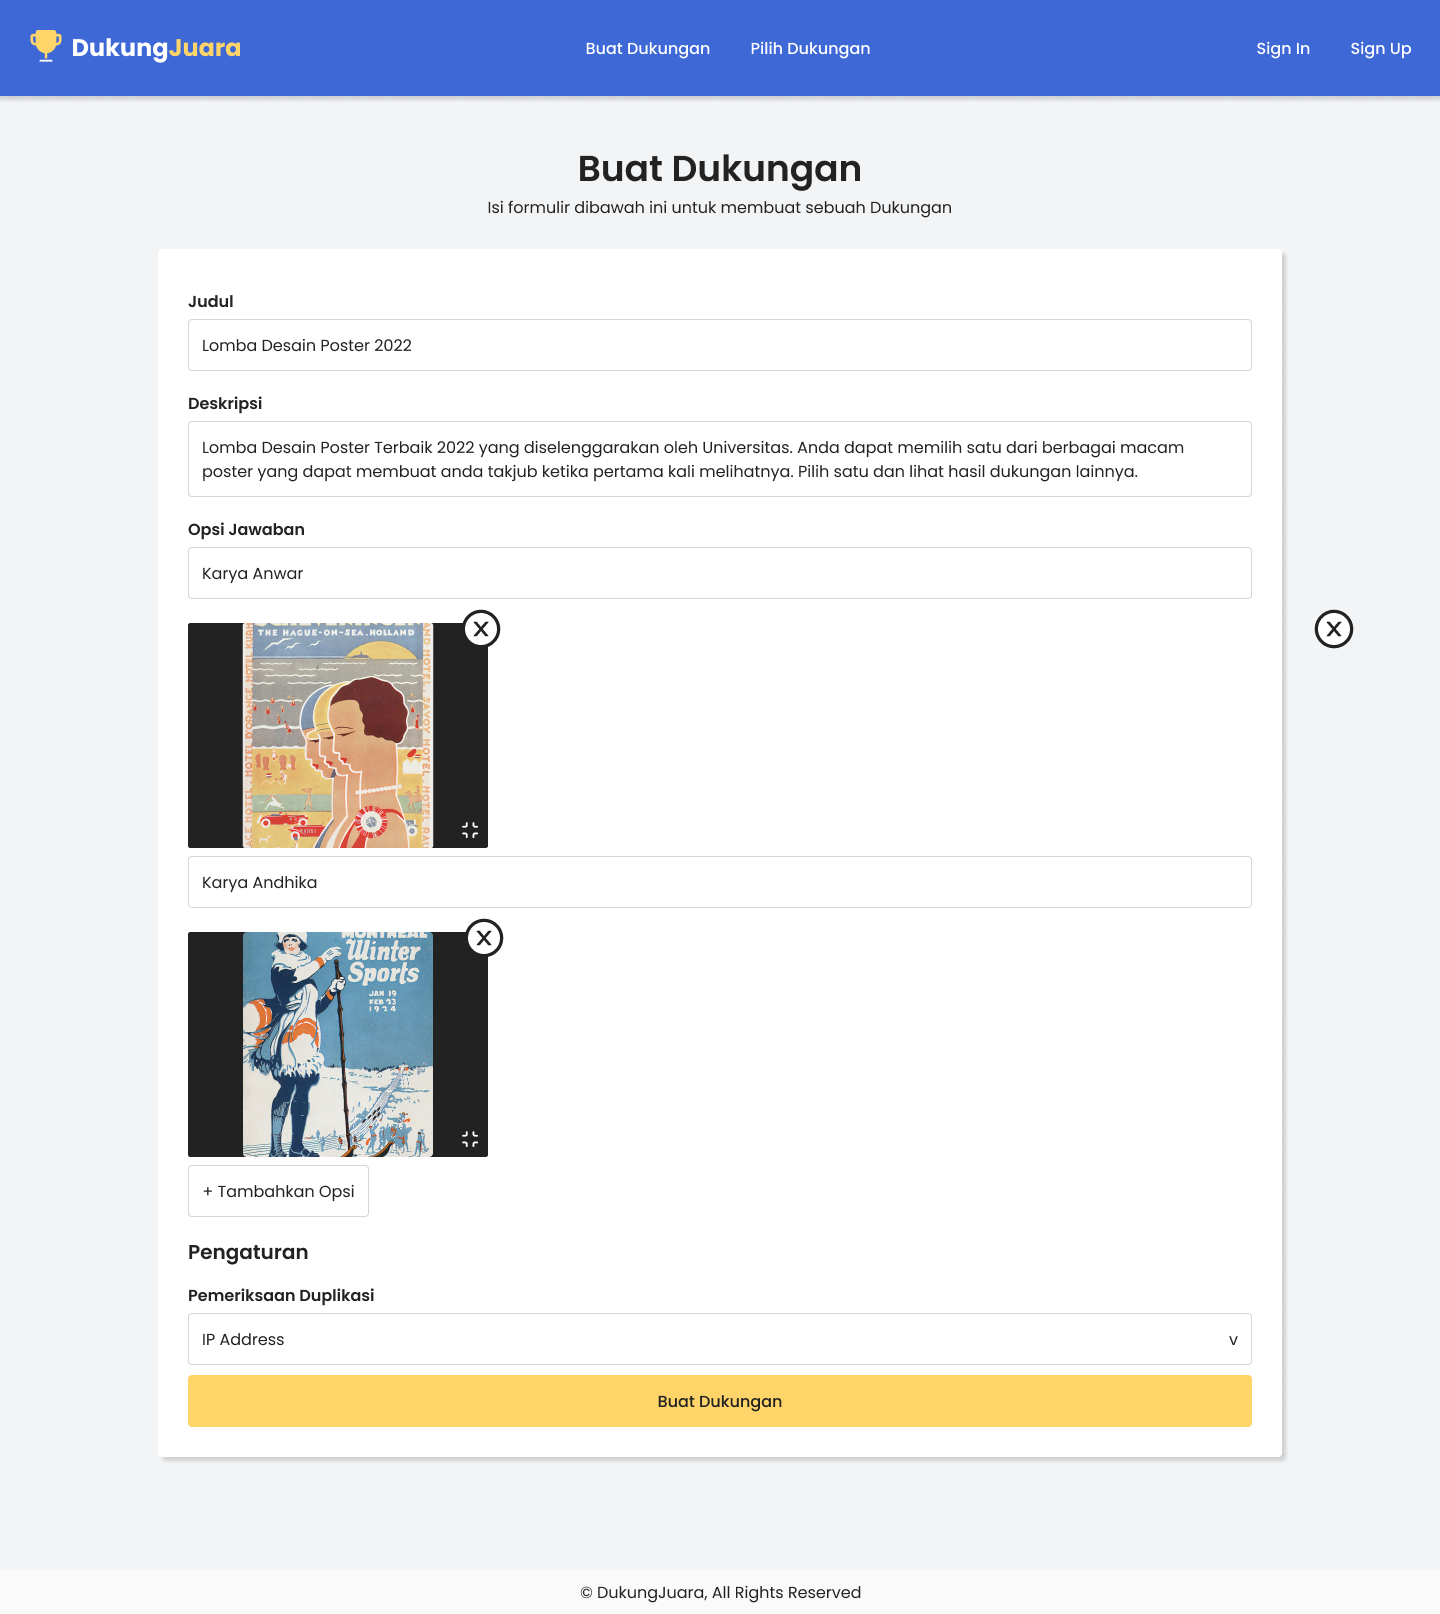 DukungJuara
Buat Dukungan
Pilih Dukungan
Sign In
Sign Up
Buat Dukungan
Isi formulir dibawah ini untuk membuat sebuah Dukungan
Judul
Lomba Desain Poster 2022
Deskripsi
Lomba Desain Poster Terbaik 2022 yang diselenggarakan oleh Universitas. Anda dapat memilih satu dari berbagai macam
poster yang dapat membuat anda takjub ketika pertama kali melihatnya. Pilih satu dan lihat hasil dukungan lainnya.
Opsi Jawaban
Karya Anwar
X
X
THE HAGUE-ON-SEA.HOLLAND
Karya Andhika
X
MONTREAL
Winter
Sports
JAN 19
FEB 23
1924
+ Tambahkan Opsi
Pengaturan
Pemeriksaan Duplikasi
IP Address
v
Buat Dukungan
© DukungJuara, All Rights Reserved